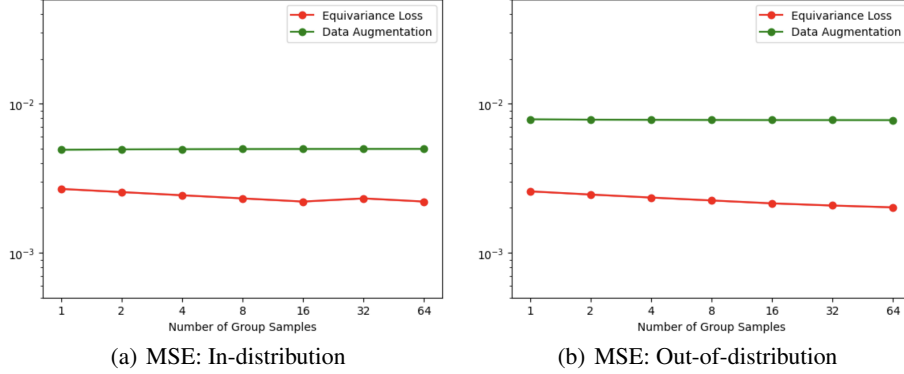 Equivariance Loss
Data Augmentation
10⁻²
10⁻³
1 2 4 8 16 32 64
Number of Group Samples
(a) MSE: In-distribution
Equivariance Loss
Data Augmentation
10⁻²
10⁻³
1 2 4 8 16 32 64
Number of Group Samples
(b) MSE: Out-of-distribution